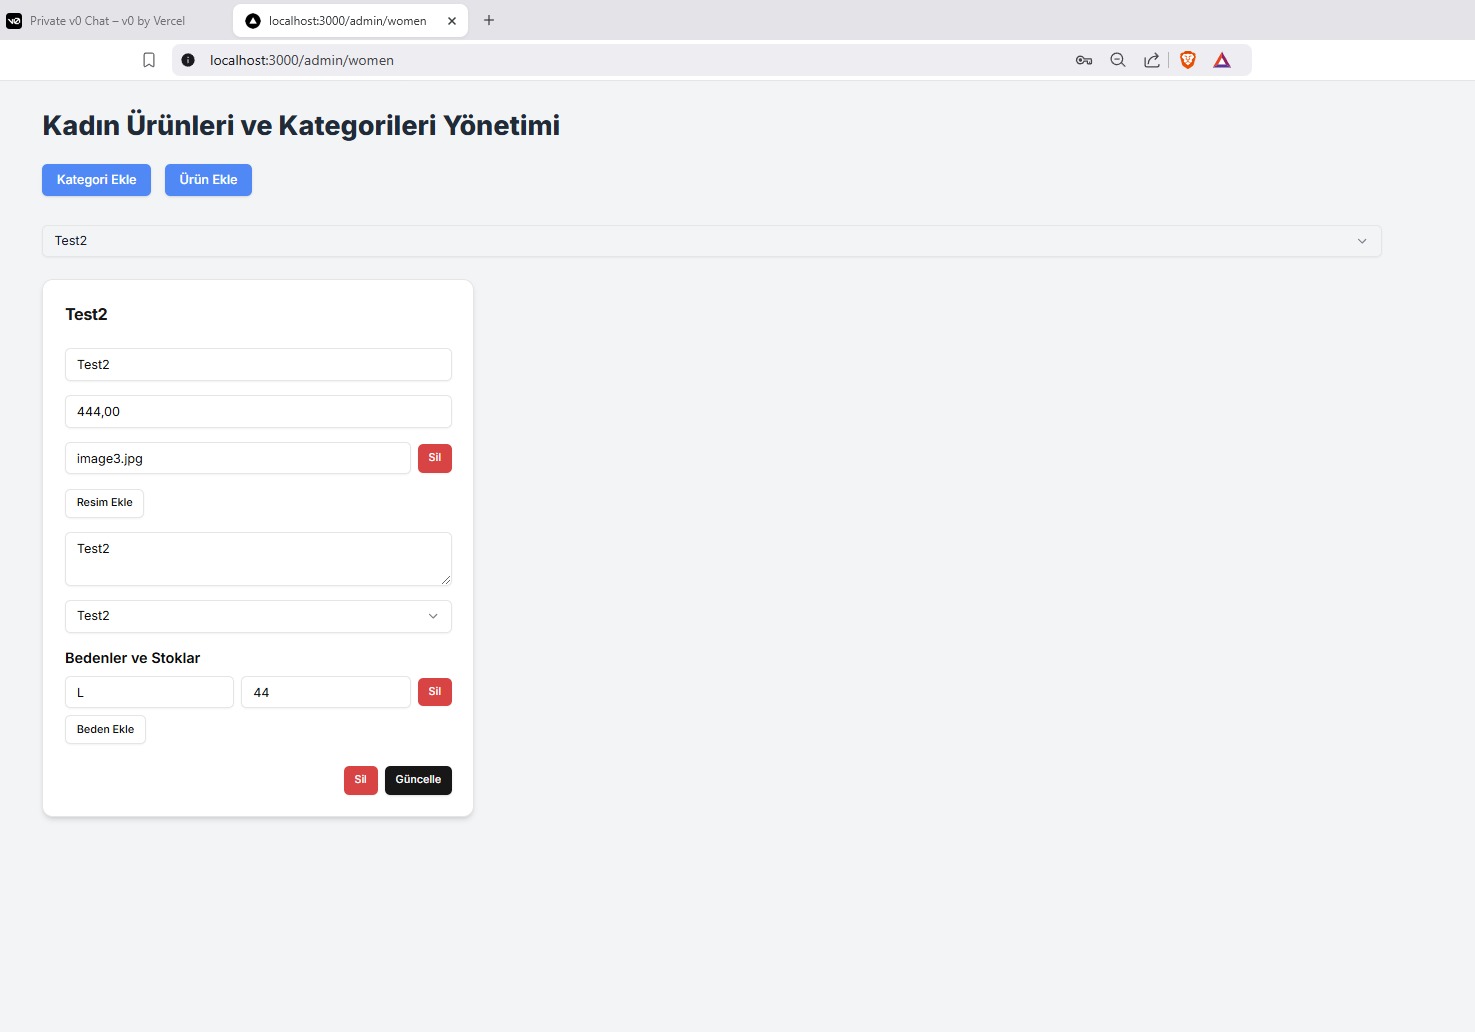 Private v0 Chat – v0 by Vercel
localhost:3000/admin/women
localhost:3000/admin/women
Kadın Ürünleri ve Kategorileri Yönetimi
Kategori Ekle Ürün Ekle
Test2
Test2
Test2
444,00
image3.jpg Sil
Resim Ekle
Test2
Test2
Bedenler ve Stoklar
L 44 Sil
Beden Ekle
Sil Güncelle